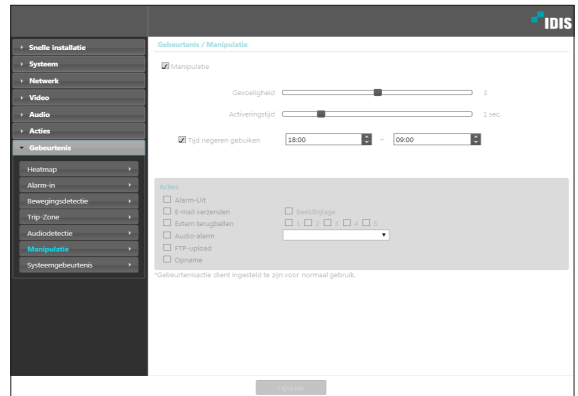 IDIS
Snelle installatie
Systeem
Netwerk
Video
Audio
Acties
Gebeurtenis
Heatmap
Alarm-in
Bewegingsdetectie
Trip-Zone
Audiodetectie
Manipulatie
Systeemgebeurtenis
Gebeurtenis / Manipulatie
Manipulatie
Gevoeligheid 3
Activeringstijd 1 sec.
Tijd negeren gebuiken 18:00 ~ 09:00
Acties
Alarm-Uit
E-mail verzenden Beeldbijlage
Extern terugbellen 1 2 3 4 5
Audio-alarm
FTP-upload
Opname
*Gebeurtenisactie dient ingesteld te zijn voor normaal gebruik.